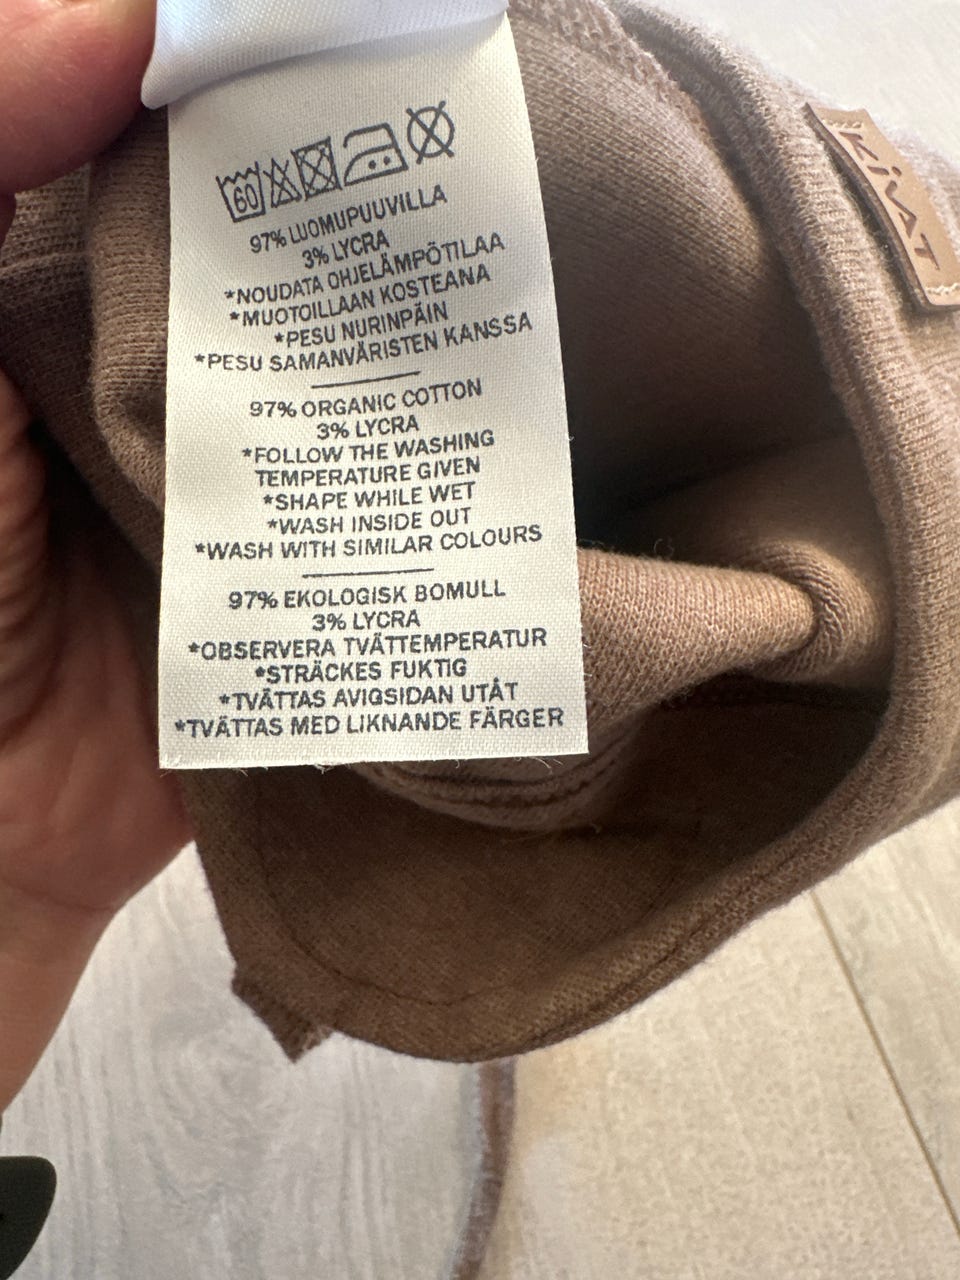 60
97% LUOMUPUUVILLA
3% LYCRA
*NOUDATA OHJELÄMPÖTILAA
*MUOTOILLAAN KOSTEANA
*PESU NURINPÄIN
*PESU SAMANVÄRISTEN KANSSA
97% ORGANIC COTTON
3% LYCRA
*FOLLOW THE WASHING
TEMPERATURE GIVEN
*SHAPE WHILE WET
*WASH INSIDE OUT
*WASH WITH SIMILAR COLOURS
97% EKOLOGISK BOMULL
3% LYCRA
*OBSERVERA TVÄTTEMPERATUR
*STRÄCKES FUKTIG
*TVÄTTAS AVIGSIDAN UTÅT
*TVÄTTAS MED LIKNANDE FÄRGER
KIVAT